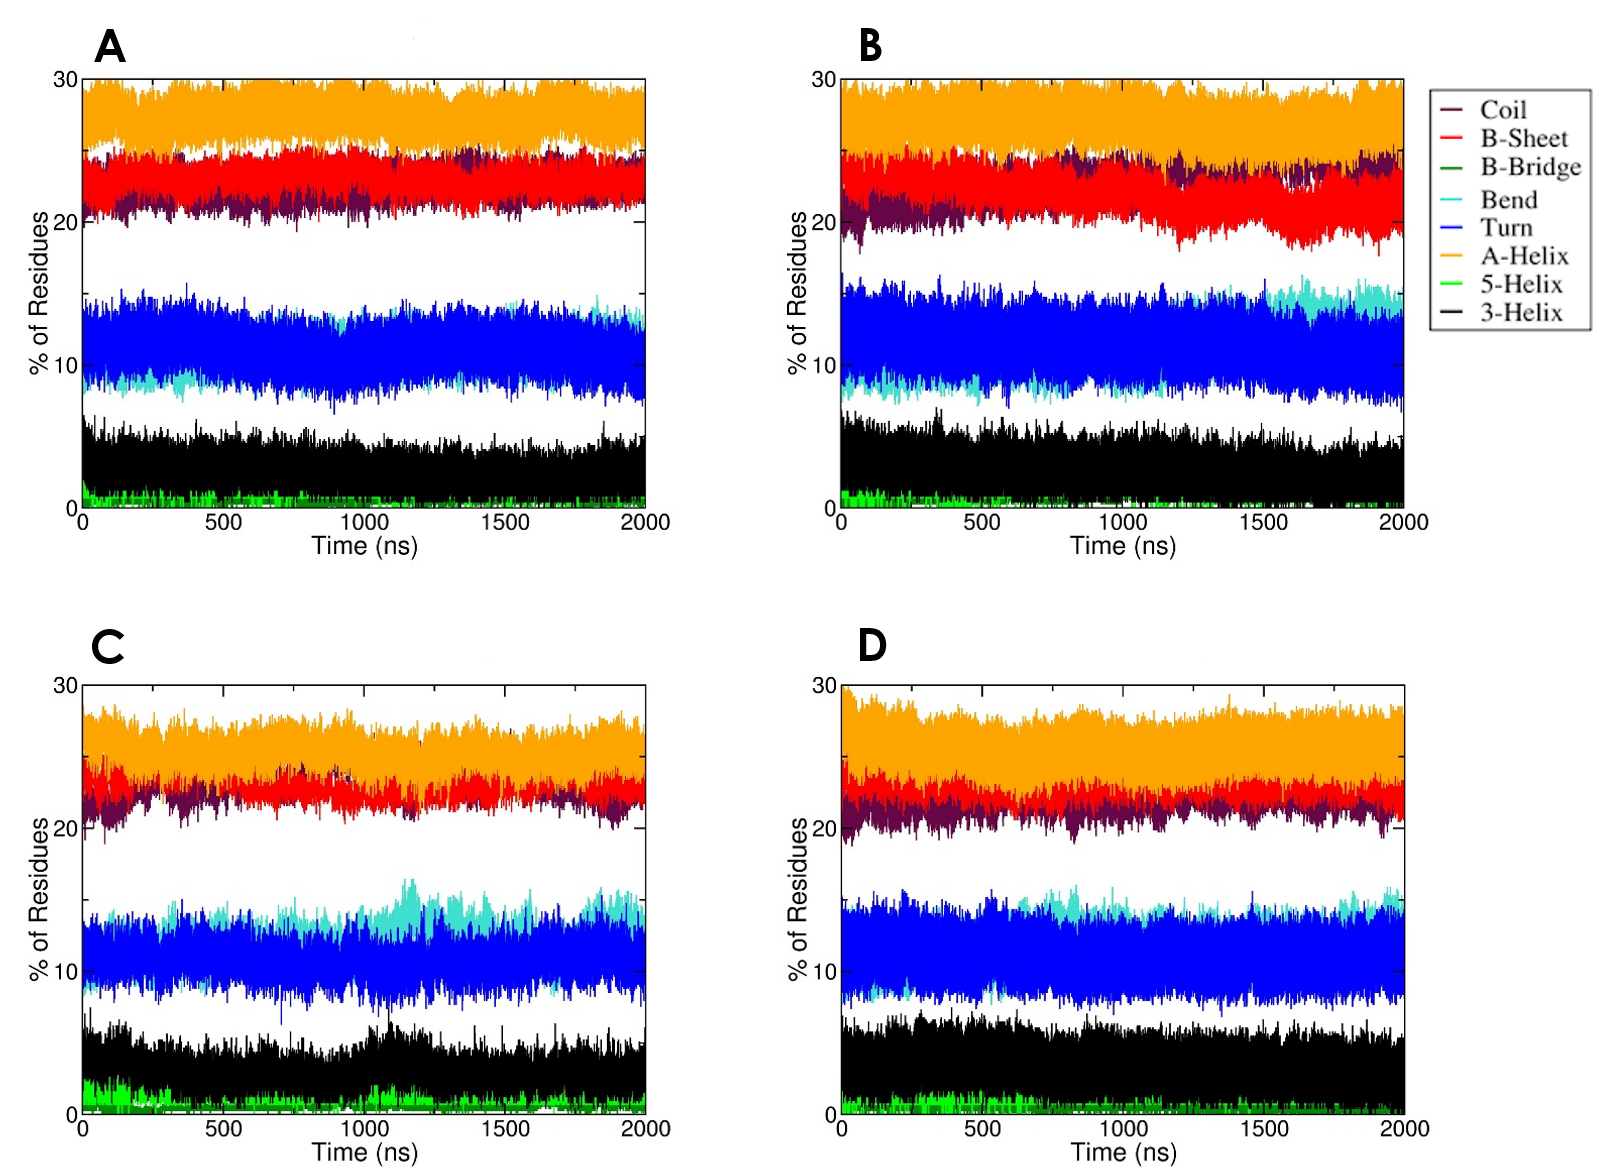 A
B
30
20
10
0
% of Residues
0 500 1000 1500 2000
Time (ns)
30
20
10
0
% of Residues
0 500 1000 1500 2000
Time (ns)
Coil
B-Sheet
B-Bridge
Bend
Turn
A-Helix
5-Helix
3-Helix
C
D
30
20
10
0
% of Residues
0 500 1000 1500 2000
Time (ns)
30
20
10
0
% of Residues
0 500 1000 1500 2000
Time (ns)